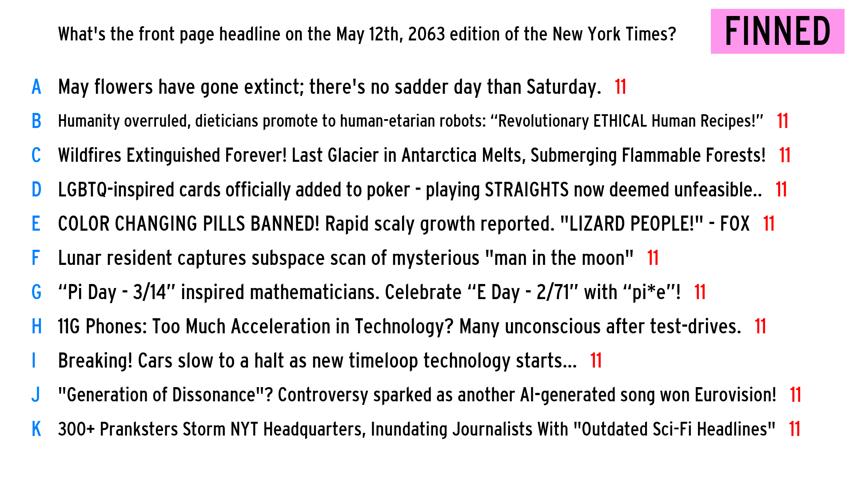 What's the front page headline on the May 12th, 2063 edition of the New York Times?
FINNED
A May flowers have gone extinct; there's no sadder day than Saturday. 11
B Humanity overruled, dieticians promote to human-etarian robots: “Revolutionary ETHICAL Human Recipes!” 11
C Wildfires Extinguished Forever! Last Glacier in Antarctica Melts, Submerging Flammable Forests! 11
D LGBTQ-inspired cards officially added to poker - playing STRAIGHTS now deemed unfeasible.. 11
E COLOR CHANGING PILLS BANNED! Rapid scaly growth reported. "LIZARD PEOPLE!" - FOX 11
F Lunar resident captures subspace scan of mysterious "man in the moon" 11
G “Pi Day - 3/14” inspired mathematicians. Celebrate “E Day - 2/71” with “pi*e”! 11
H 11G Phones: Too Much Acceleration in Technology? Many unconscious after test-drives. 11
I Breaking! Cars slow to a halt as new timeloop technology starts... 11
J "Generation of Dissonance"? Controversy sparked as another AI-generated song won Eurovision! 11
K 300+ Pranksters Storm NYT Headquarters, Inundating Journalists With "Outdated Sci-Fi Headlines" 11